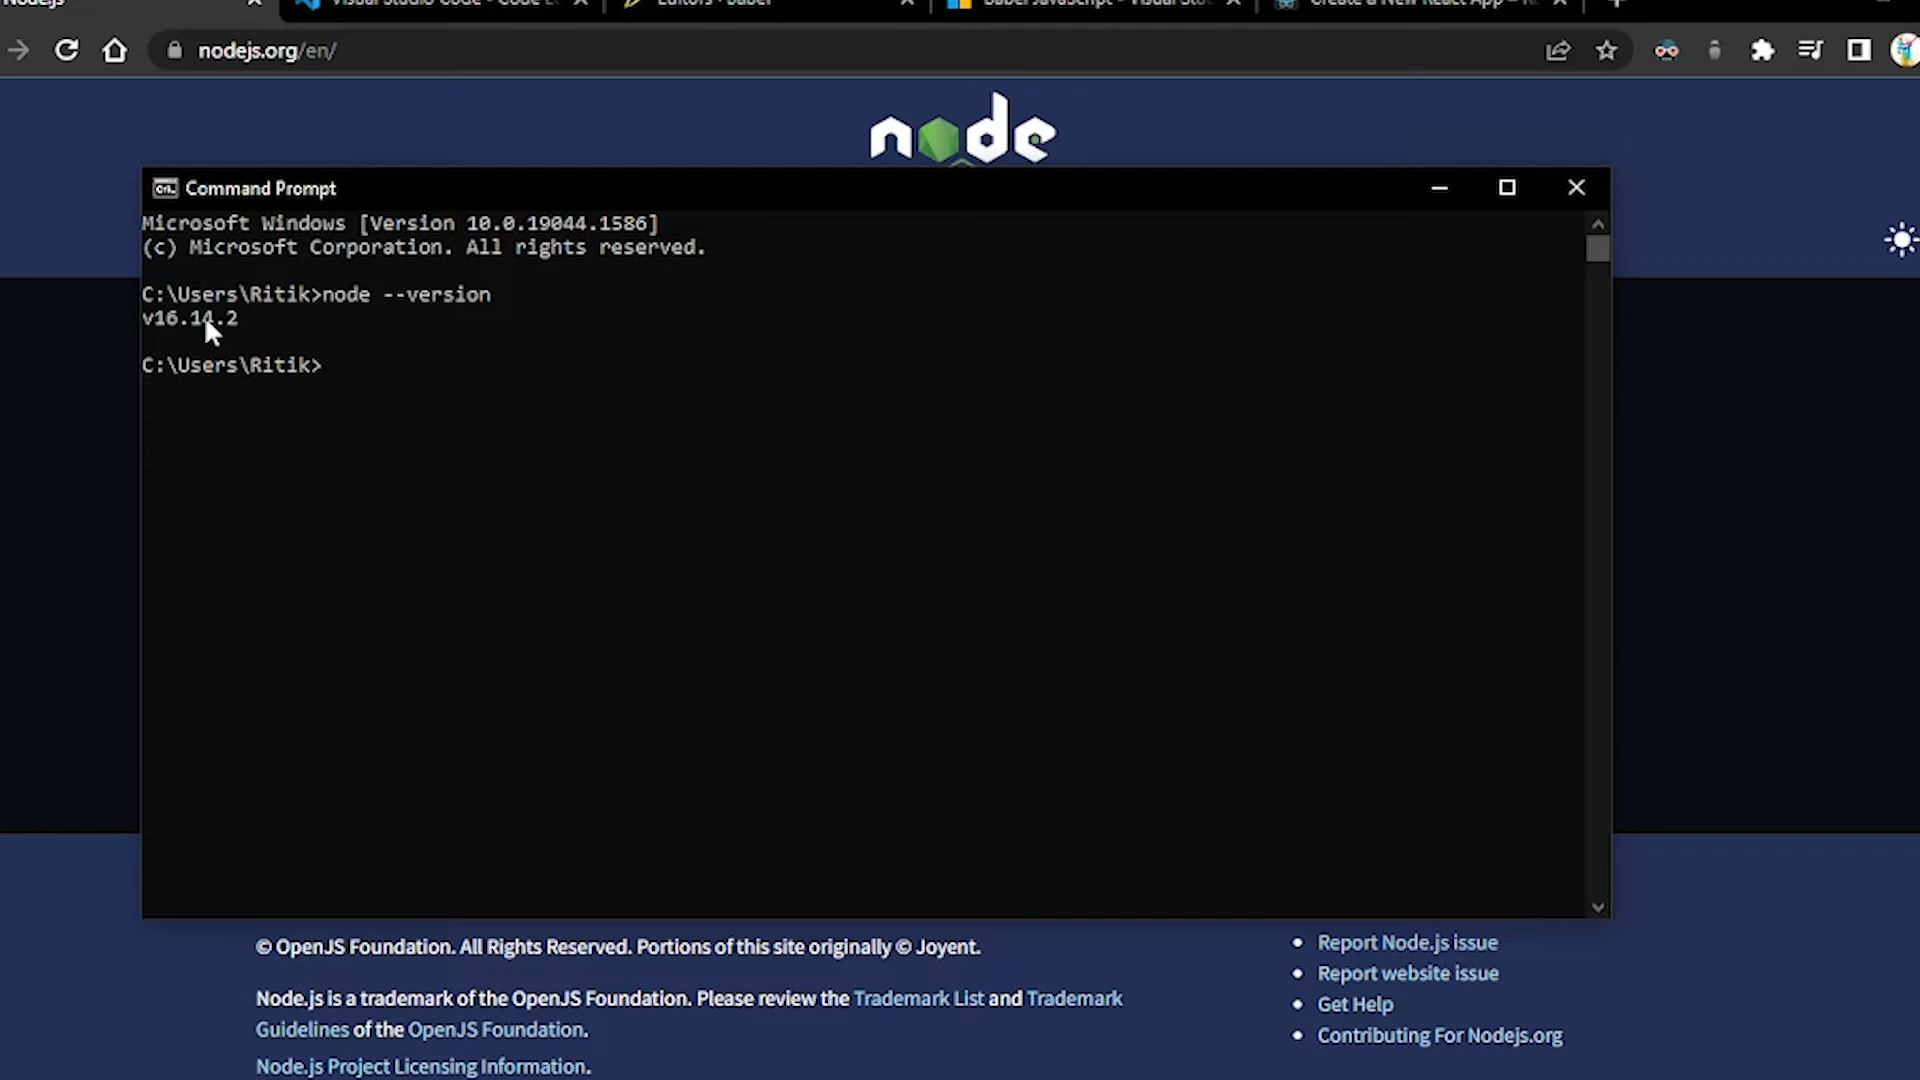 Nodejs
Editors · Babel
nodejs.org/en/
node
Command Prompt
Microsoft Windows [Version 10.0.19044.1586]
(c) Microsoft Corporation. All rights reserved.
C:\Users\Ritik>node --version
v16.14.2
C:\Users\Ritik>
© OpenJS Foundation. All Rights Reserved. Portions of this site originally © Joyent.
Node.js is a trademark of the OpenJS Foundation. Please review the Trademark List and Trademark
Guidelines of the OpenJS Foundation.
Node.js Project Licensing Information.
Report Node.js issue
Report website issue
Get Help
Contributing For Nodejs.org